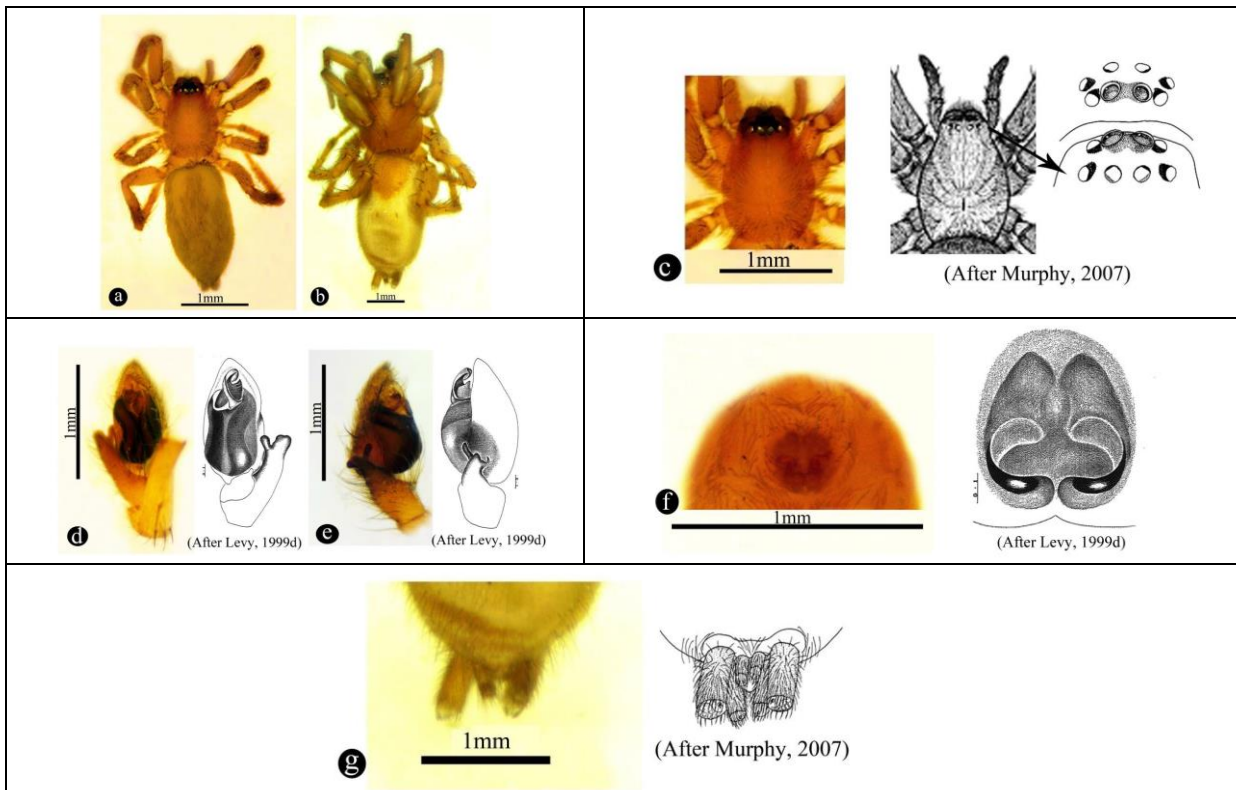 a
1mm
b
1mm
c
1mm
(After Murphy, 2007)
1mm
d
(After Levy, 1999d)
1mm
e
(After Levy, 1999d)
f
1mm
(After Levy, 1999d)
g
1mm
(After Murphy, 2007)